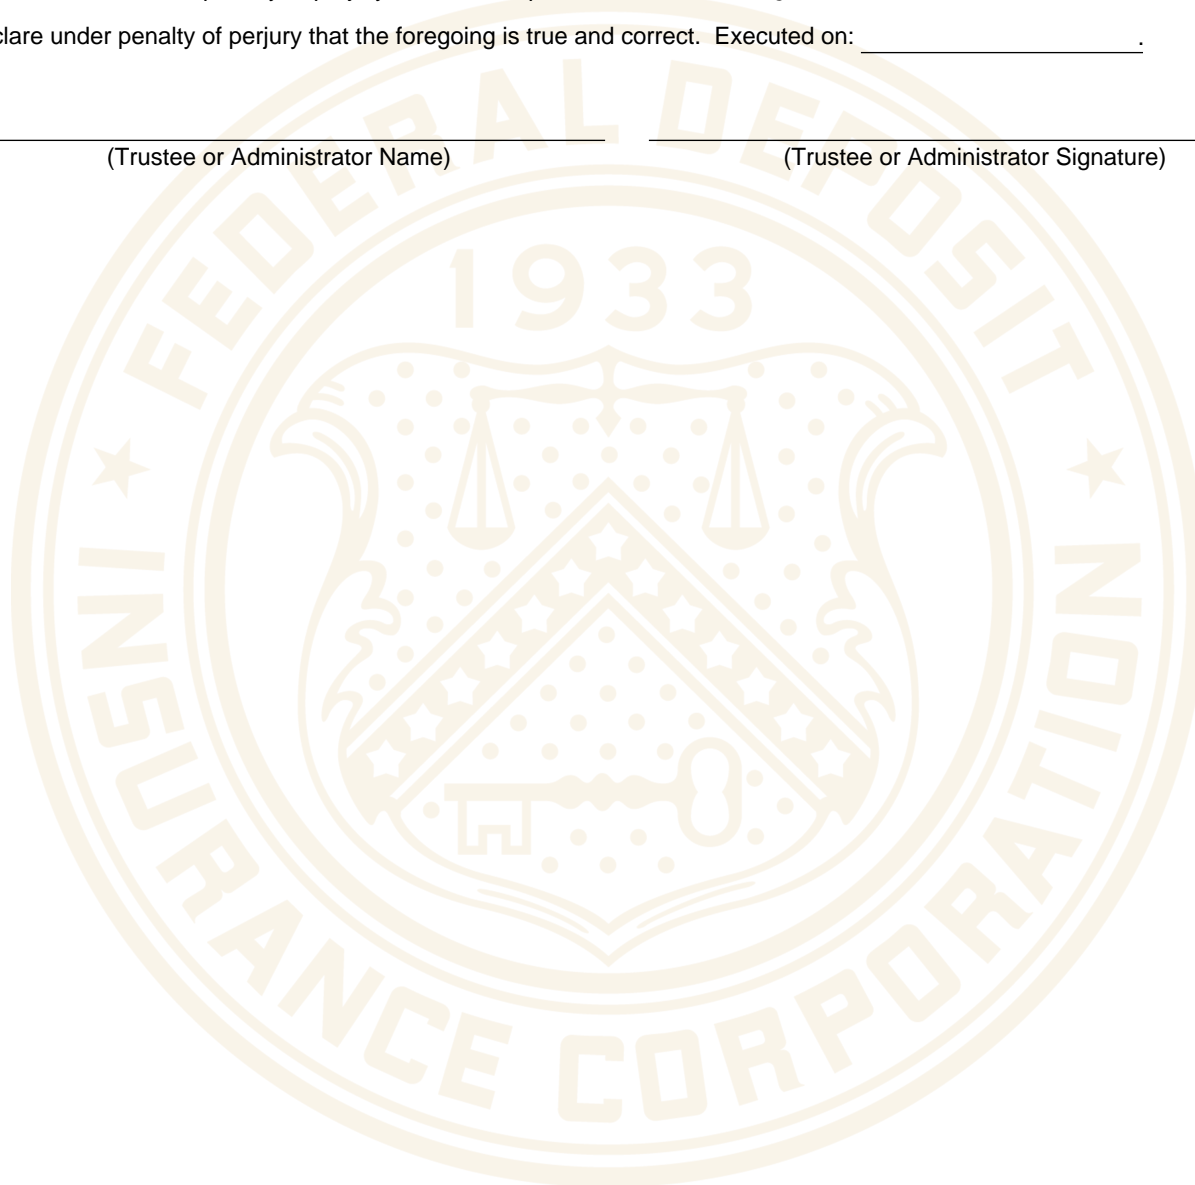 clare under penalty of perjury that the foregoing is true and correct.  Executed on: ____________________.
(Trustee or Administrator Name)
(Trustee or Administrator Signature)
FEDERAL DEPOSIT
1933
INSURANCE CORPORATION